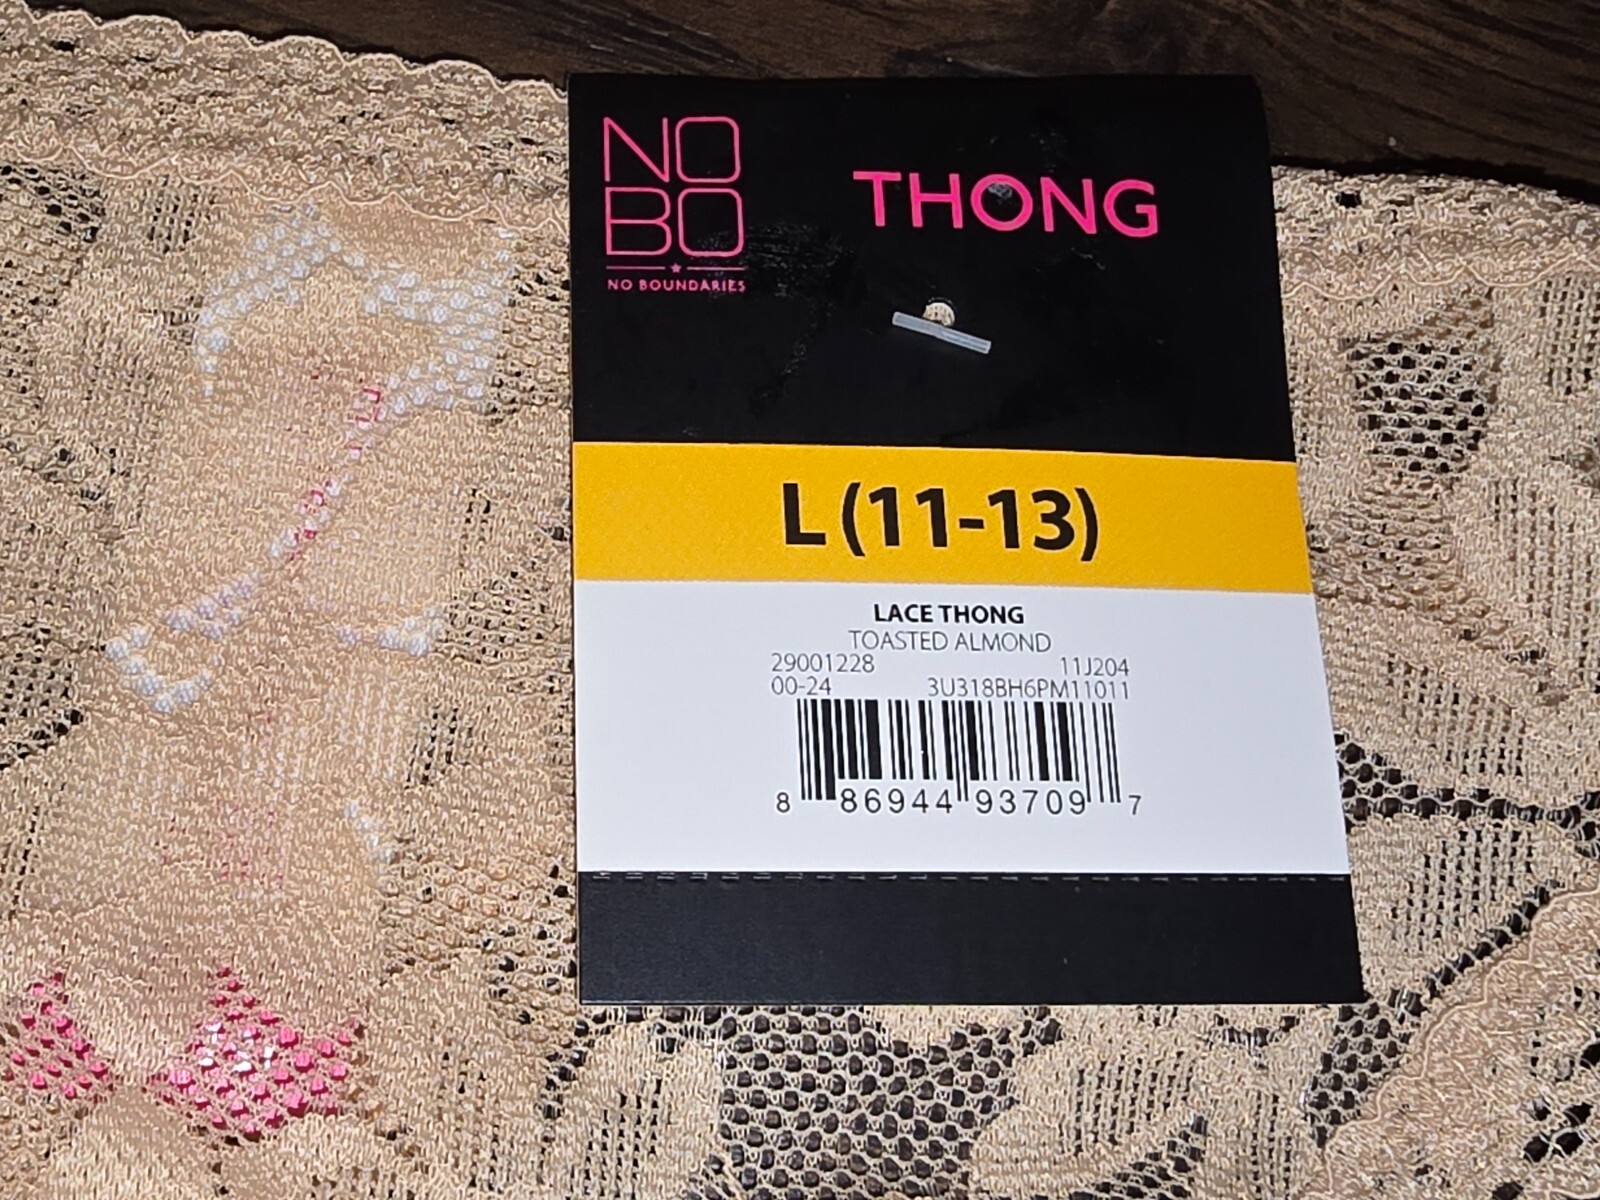 NO
BO
NO BOUNDARIES
THONG
L (11-13)
LACE THONG
TOASTED ALMOND
29001228 11J204
00-24 3U318BH6PM11011
8 86944 93709 7